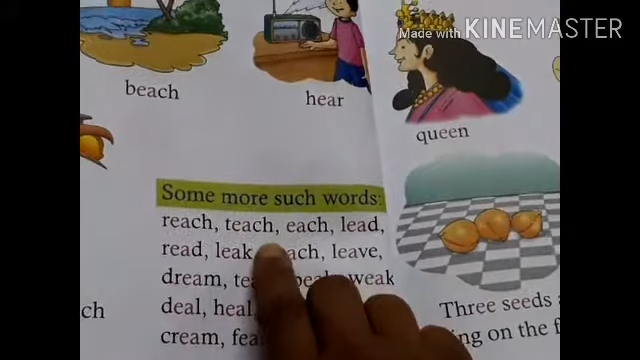 Made with KINEMASTER
beach
hear
queen
Some more such words:
reach, teach, each, lead,
read, leak
leave,
dream,
weak
deal, heal,
cream,
ch
Three seeds
on the